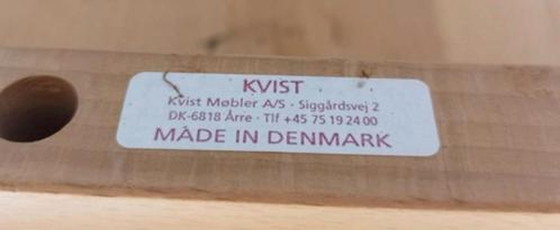 KVIST
Kvist Møbler A/S · Siggårdsvej 2
DK-6818 Årre · Tlf +45 75 19 24 00
MADE IN DENMARK